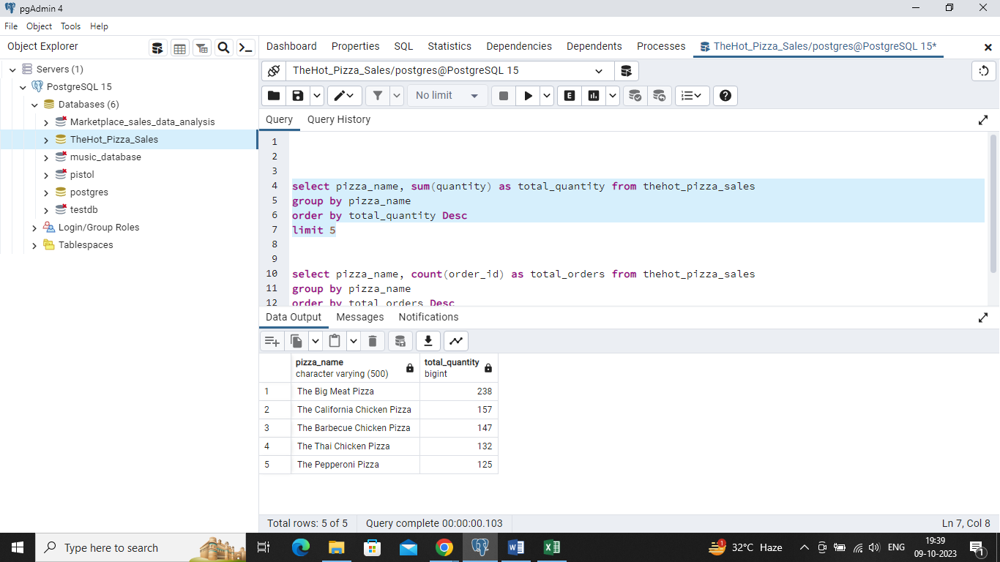 pgAdmin 4
File Object Tools Help
Object Explorer
Dashboard Properties SQL Statistics Dependencies Dependents Processes TheHot_Pizza_Sales/postgres@PostgreSQL 15*
Servers (1)
PostgreSQL 15
Databases (6)
Marketplace_sales_data_analysis
TheHot_Pizza_Sales
music_database
pistol
postgres
testdb
Login/Group Roles
Tablespaces
TheHot_Pizza_Sales/postgres@PostgreSQL 15
No limit
E
Query Query History
1
2
3
4 select pizza_name, sum(quantity) as total_quantity from thehot_pizza_sales
5 group by pizza_name
6 order by total_quantity Desc
7 limit 5
8
9
10 select pizza_name, count(order_id) as total_orders from thehot_pizza_sales
11 group by pizza_name
12 order by total_orders Desc
Data Output Messages Notifications
pizza_name total_quantity
character varying (500) bigint
1 The Big Meat Pizza 238
2 The California Chicken Pizza 157
3 The Barbecue Chicken Pizza 147
4 The Thai Chicken Pizza 132
5 The Pepperoni Pizza 125
Total rows: 5 of 5 Query complete 00:00:00.103 Ln 7, Col 8
Type here to search
1 32°C Haze ENG
19:39
09-10-2023
1